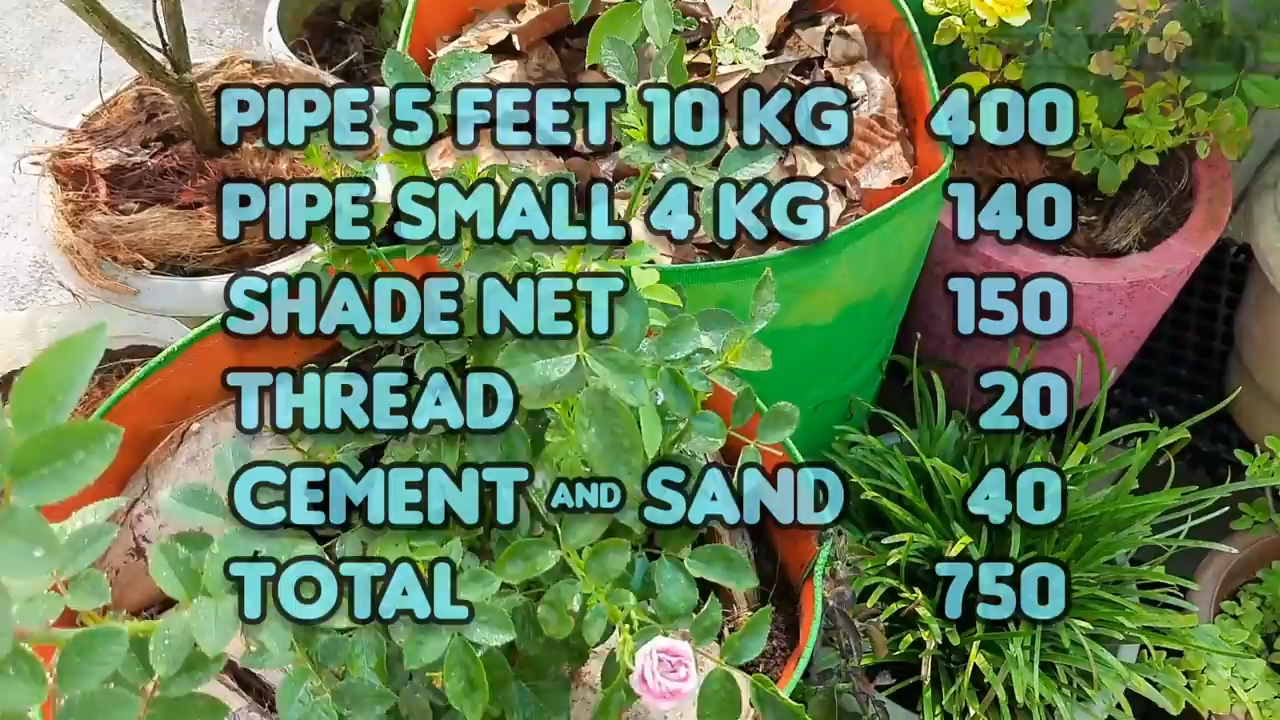 PIPE 5 FEET 10 KG 400
PIPE SMALL 4 KG 140
SHADE NET 150
THREAD 20
CEMENT AND SAND 40
TOTAL 750